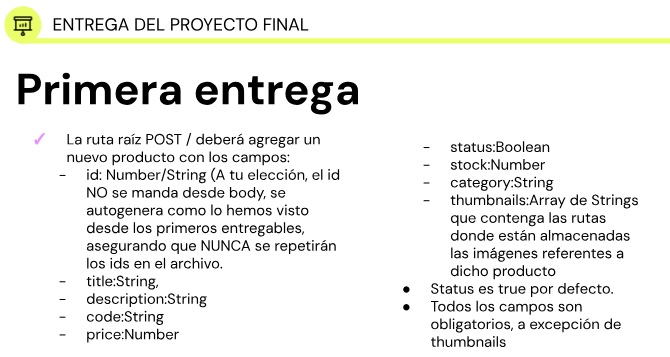 ENTREGA DEL PROYECTO FINAL
Primera entrega
✓ La ruta raíz POST / deberá agregar un
nuevo producto con los campos:
- id: Number/String (A tu elección, el id
NO se manda desde body, se
autogenera como lo hemos visto
desde los primeros entregables,
asegurando que NUNCA se repetirán
los ids en el archivo.
- title:String,
- description:String
- code:String
- price:Number
- status:Boolean
- stock:Number
- category:String
- thumbnails:Array de Strings
que contenga las rutas
donde están almacenadas
las imágenes referentes a
dicho producto
● Status es true por defecto.
● Todos los campos son
obligatorios, a excepción de
thumbnails